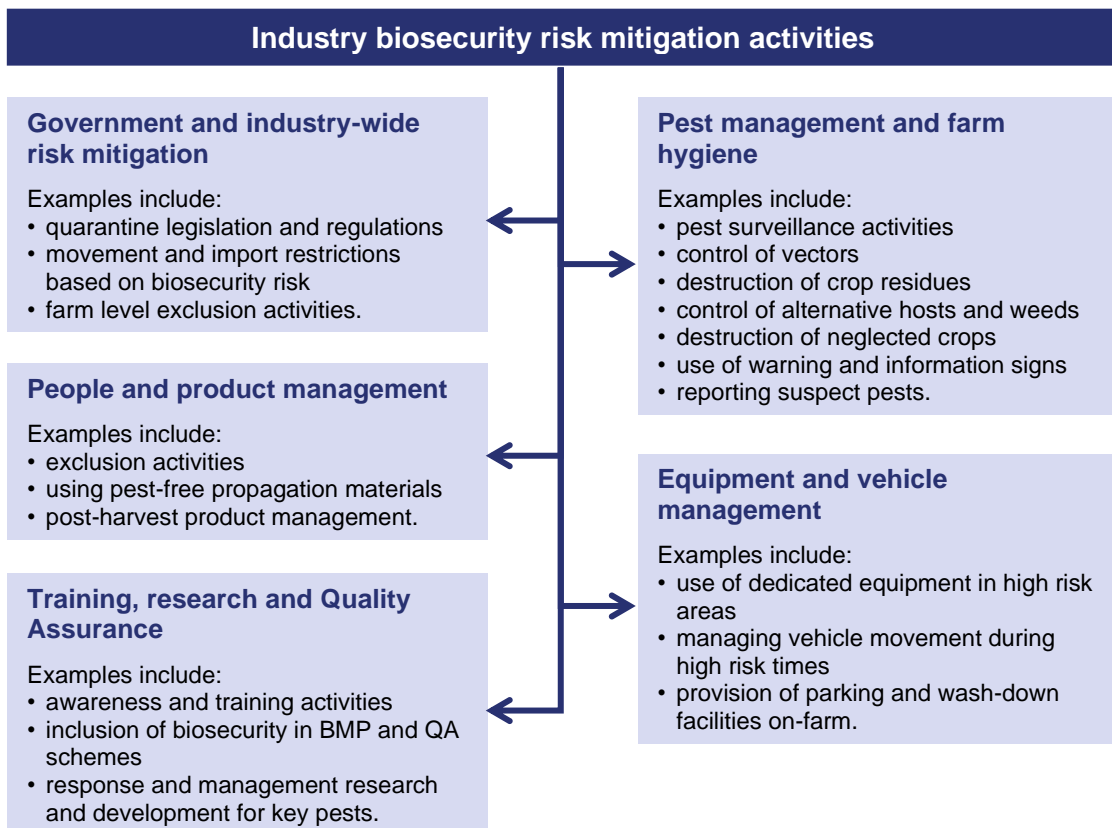 Industry biosecurity risk mitigation activities
Government and industry-wide
risk mitigation
Examples include:
• quarantine legislation and regulations
• movement and import restrictions
based on biosecurity risk
• farm level exclusion activities.
People and product management
Examples include:
• exclusion activities
• using pest-free propagation materials
• post-harvest product management.
Training, research and Quality
Assurance
Examples include:
• awareness and training activities
• inclusion of biosecurity in BMP and QA
schemes
• response and management research
and development for key pests.
Pest management and farm
hygiene
Examples include:
• pest surveillance activities
• control of vectors
• destruction of crop residues
• control of alternative hosts and weeds
• destruction of neglected crops
• use of warning and information signs
• reporting suspect pests.
Equipment and vehicle
management
Examples include:
• use of dedicated equipment in high risk
areas
• managing vehicle movement during
high risk times
• provision of parking and wash-down
facilities on-farm.